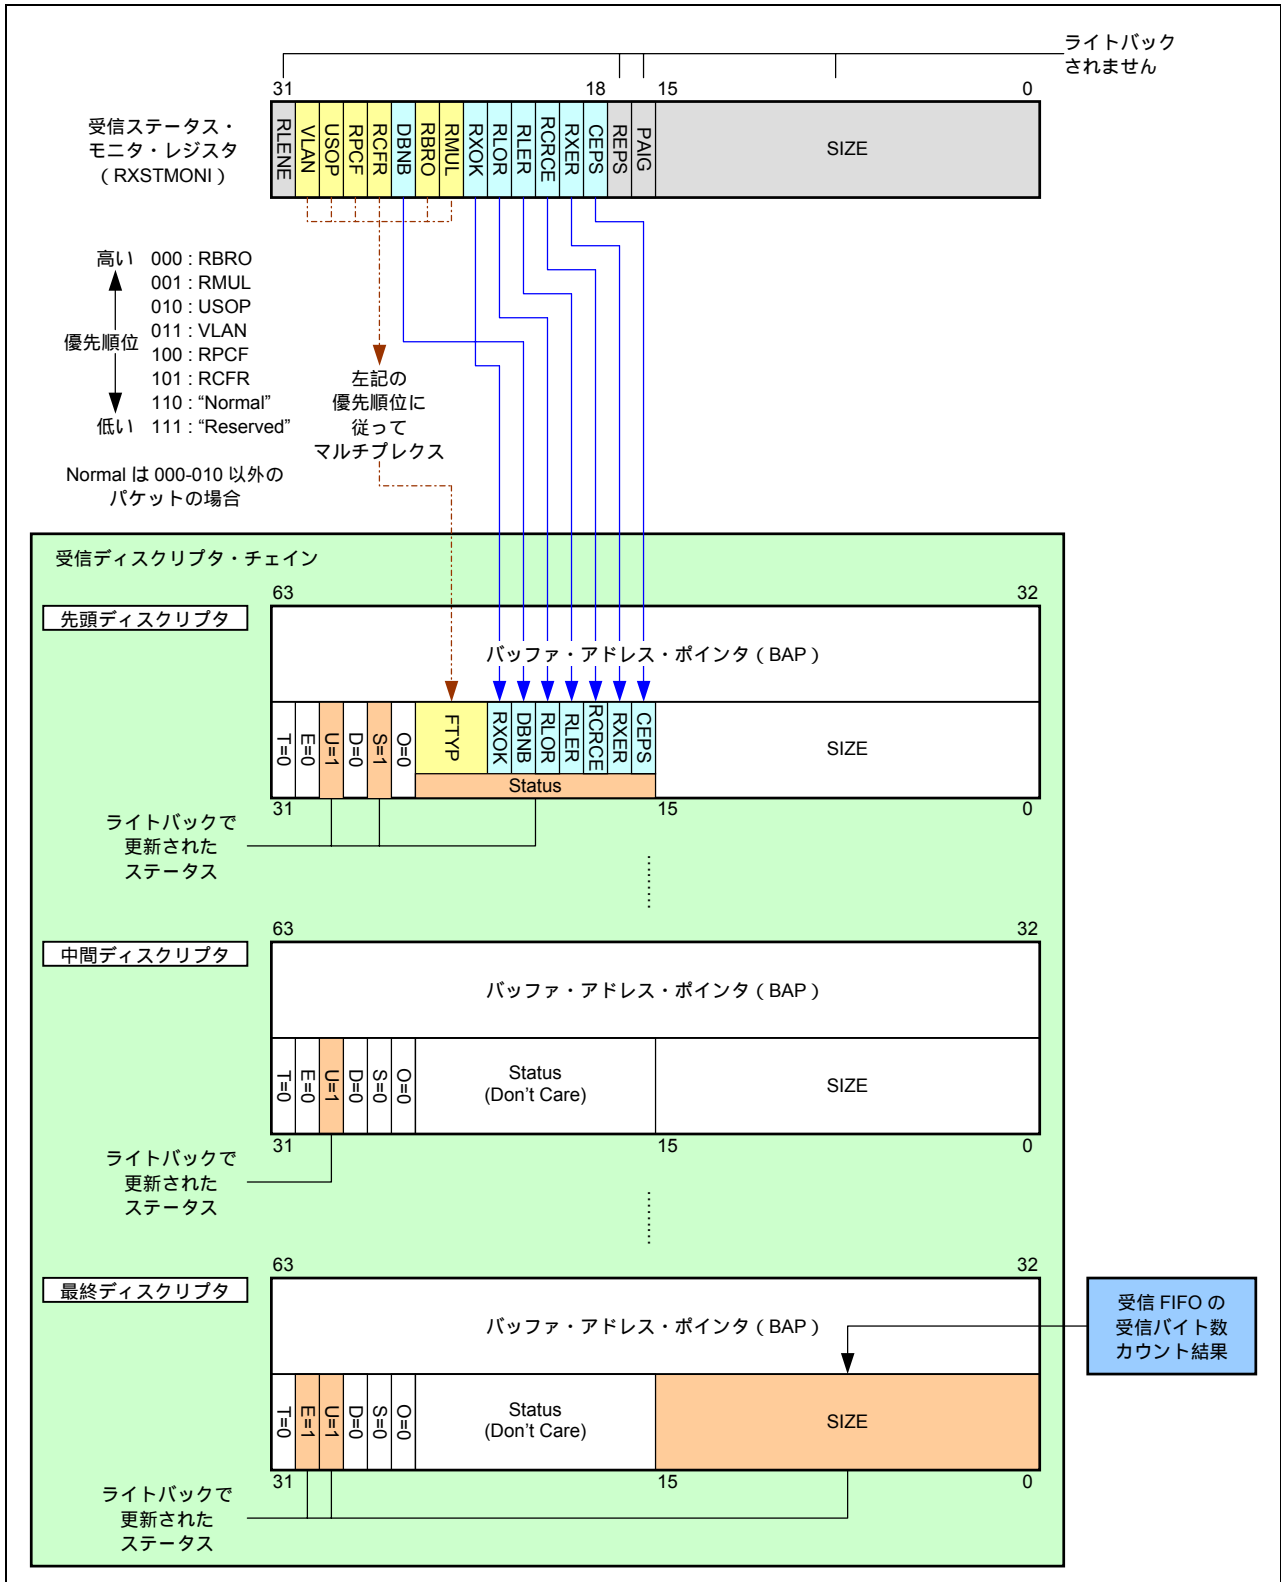 ライトバック
されません
31
18
15
0
受信ステータス・
モニタ・レジスタ
（RXSTMONI）
RLENE
VLAN
USOP
RPCF
RCFR
DBNB
RBRO
RMUL
RXOK
RLOR
RLER
RCRCE
RXER
CEPS
REPS
PAIG
SIZE
高い 000 : RBRO
001 : RMUL
010 : USOP
優先順位 011 : VLAN
100 : RPCF
101 : RCFR
110 : “Normal”
低い 111 : “Reserved”
Normal は 000-010 以外の
パケットの場合
左記の
優先順位に
従って
マルチプレクス
受信ディスクリプタ・チェイン
先頭ディスクリプタ
63
32
バッファ・アドレス・ポインタ（BAP）
T=0
E=0
U=1
D=0
S=1
O=0
FTYP
RXOK
DBNB
RLOR
RLER
RCRCE
RXER
CEPS
Status
SIZE
31
15
0
ライトバックで
更新された
ステータス
中間ディスクリプタ
63
32
バッファ・アドレス・ポインタ（BAP）
T=0
E=0
U=1
D=0
S=0
O=0
Status
(Don’t Care)
SIZE
31
15
0
ライトバックで
更新された
ステータス
最終ディスクリプタ
63
32
バッファ・アドレス・ポインタ（BAP）
受信 FIFO の
受信バイト数
カウント結果
T=0
E=1
U=1
D=0
S=0
O=0
Status
(Don’t Care)
SIZE
31
15
0
ライトバックで
更新された
ステータス